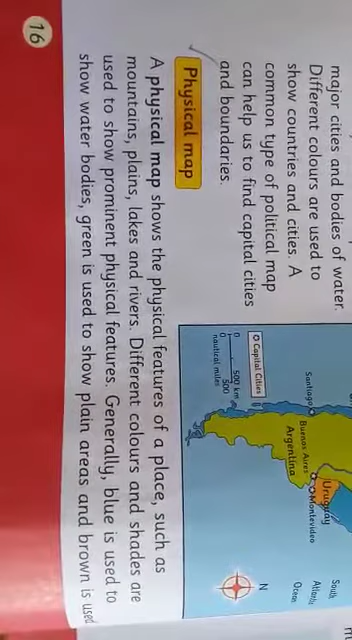 major cities and bodies of water.
Different colours are used to
show countries and cities. A
common type of political map
can help us to find capital cities
and boundaries.
Santiago
Buenos Aires
Argentina
Uruguay
Montevideo
South
Atlantic
Ocean
Capital Cities
0 500 km
0 500
nautical miles
N
Physical map
A physical map shows the physical features of a place, such as
mountains, plains, lakes and rivers. Different colours and shades are
used to show prominent physical features. Generally, blue is used to
show water bodies, green is used to show plain areas and brown is used
16